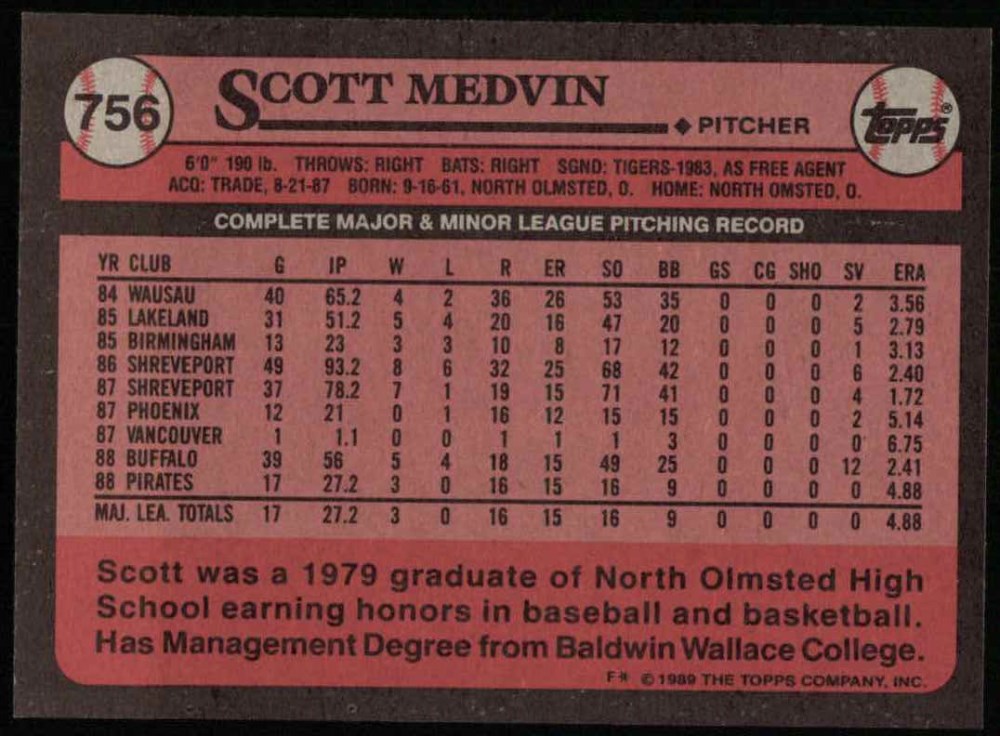 756
SCOTT MEDVIN
PITCHER
TOPPS®
6'0" 190 lb. THROWS: RIGHT BATS: RIGHT SGND: TIGERS-1983, AS FREE AGENT
ACQ: TRADE, 8-21-87 BORN: 9-16-61, NORTH OLMSTED, O. HOME: NORTH OMSTED, O.
COMPLETE MAJOR & MINOR LEAGUE PITCHING RECORD
YR CLUB G IP W L R ER SO BB GS CG SHO SV ERA
84 WAUSAU 40 65.2 4 2 36 26 53 35 0 0 0 2 3.56
85 LAKELAND 31 51.2 5 4 20 16 47 20 0 0 0 5 2.79
85 BIRMINGHAM 13 23 3 3 10 8 17 12 0 0 0 1 3.13
86 SHREVEPORT 49 93.2 8 6 32 25 68 42 0 0 0 6 2.40
87 SHREVEPORT 37 78.2 7 1 19 15 71 41 0 0 0 4 1.72
87 PHOENIX 12 21 0 1 16 12 15 15 0 0 0 2 5.14
87 VANCOUVER 1 1.1 0 0 1 1 1 3 0 0 0 0 6.75
88 BUFFALO 39 56 5 4 18 15 49 25 0 0 0 12 2.41
88 PIRATES 17 27.2 3 0 16 15 16 9 0 0 0 0 4.88
MAJ. LEA. TOTALS 17 27.2 3 0 16 15 16 9 0 0 0 0 4.88
Scott was a 1979 graduate of North Olmsted High
School earning honors in baseball and basketball.
Has Management Degree from Baldwin Wallace College.
F* © 1989 THE TOPPS COMPANY, INC.